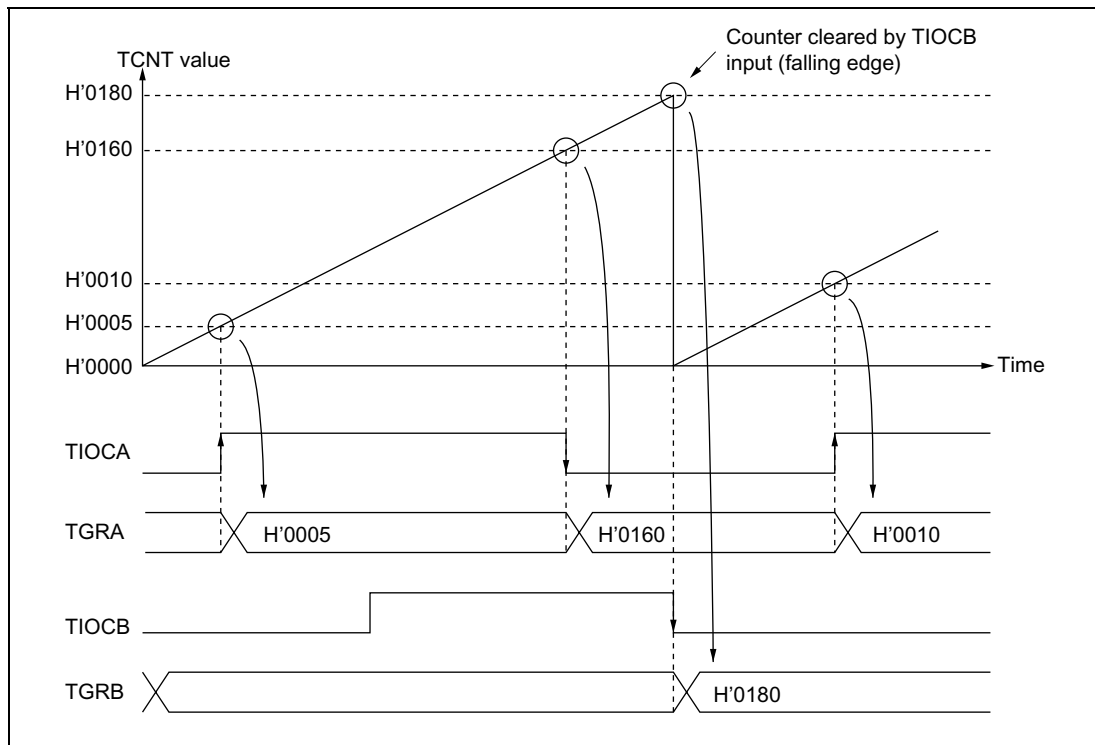 Counter cleared by TIOCB
input (falling edge)
TCNT value
H'0180
H'0160
H'0010
H'0005
H'0000
Time
TIOCA
TGRA
H'0005
H'0160
H'0010
TIOCB
TGRB
H'0180